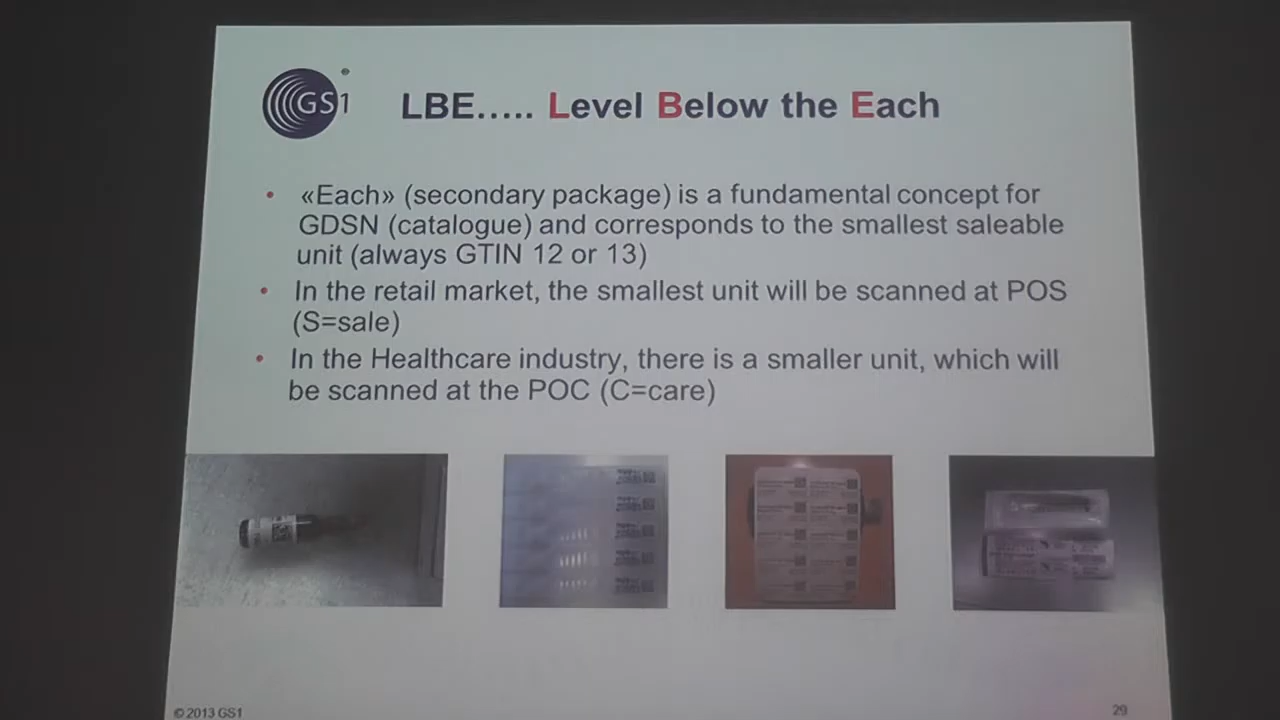 GS1
LBE..... Level Below the Each
• «Each» (secondary package) is a fundamental concept for
GDSN (catalogue) and corresponds to the smallest saleable
unit (always GTIN 12 or 13)
• In the retail market, the smallest unit will be scanned at POS
(S=sale)
• In the Healthcare industry, there is a smaller unit, which will
be scanned at the POC (C=care)
© 2013 GS1
29